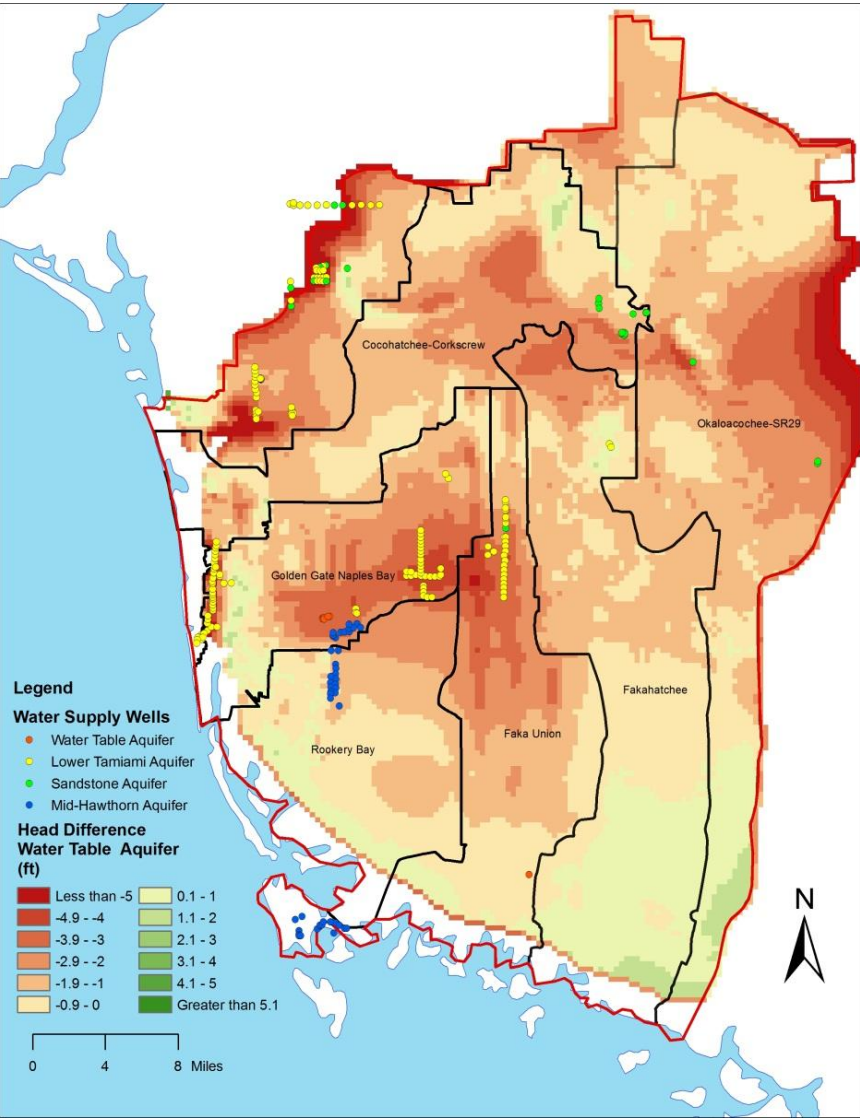 Cocohatchee-Corkscrew
Okaloacochee-SR29
Golden Gate Naples Bay
Fakahatchee
Faka Union
Rookery Bay
Legend
Water Supply Wells
Water Table Aquifer
Lower Tamiami Aquifer
Sandstone Aquifer
Mid-Hawthorn Aquifer
Head Difference
Water Table Aquifer
(ft)
Less than -5
-4.9 - -4
-3.9 - -3
-2.9 - -2
-1.9 - -1
-0.9 - 0
0.1 - 1
1.1 - 2
2.1 - 3
3.1 - 4
4.1 - 5
Greater than 5.1
0 4 8 Miles
N